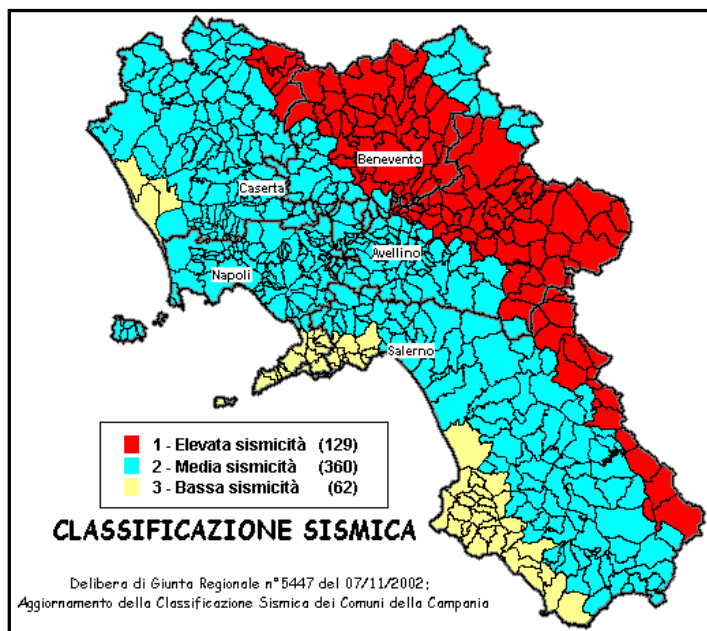 Benevento
Caserta
Avellino
Napoli
Salerno
1 - Elevata sismicità (129)
2 - Media sismicità (360)
3 - Bassa sismicità (62)
CLASSIFICAZIONE SISMICA
Delibera di Giunta Regionale n°5447 del 07/11/2002;
Aggiornamento della Classificazione Sismica dei Comuni della Campania